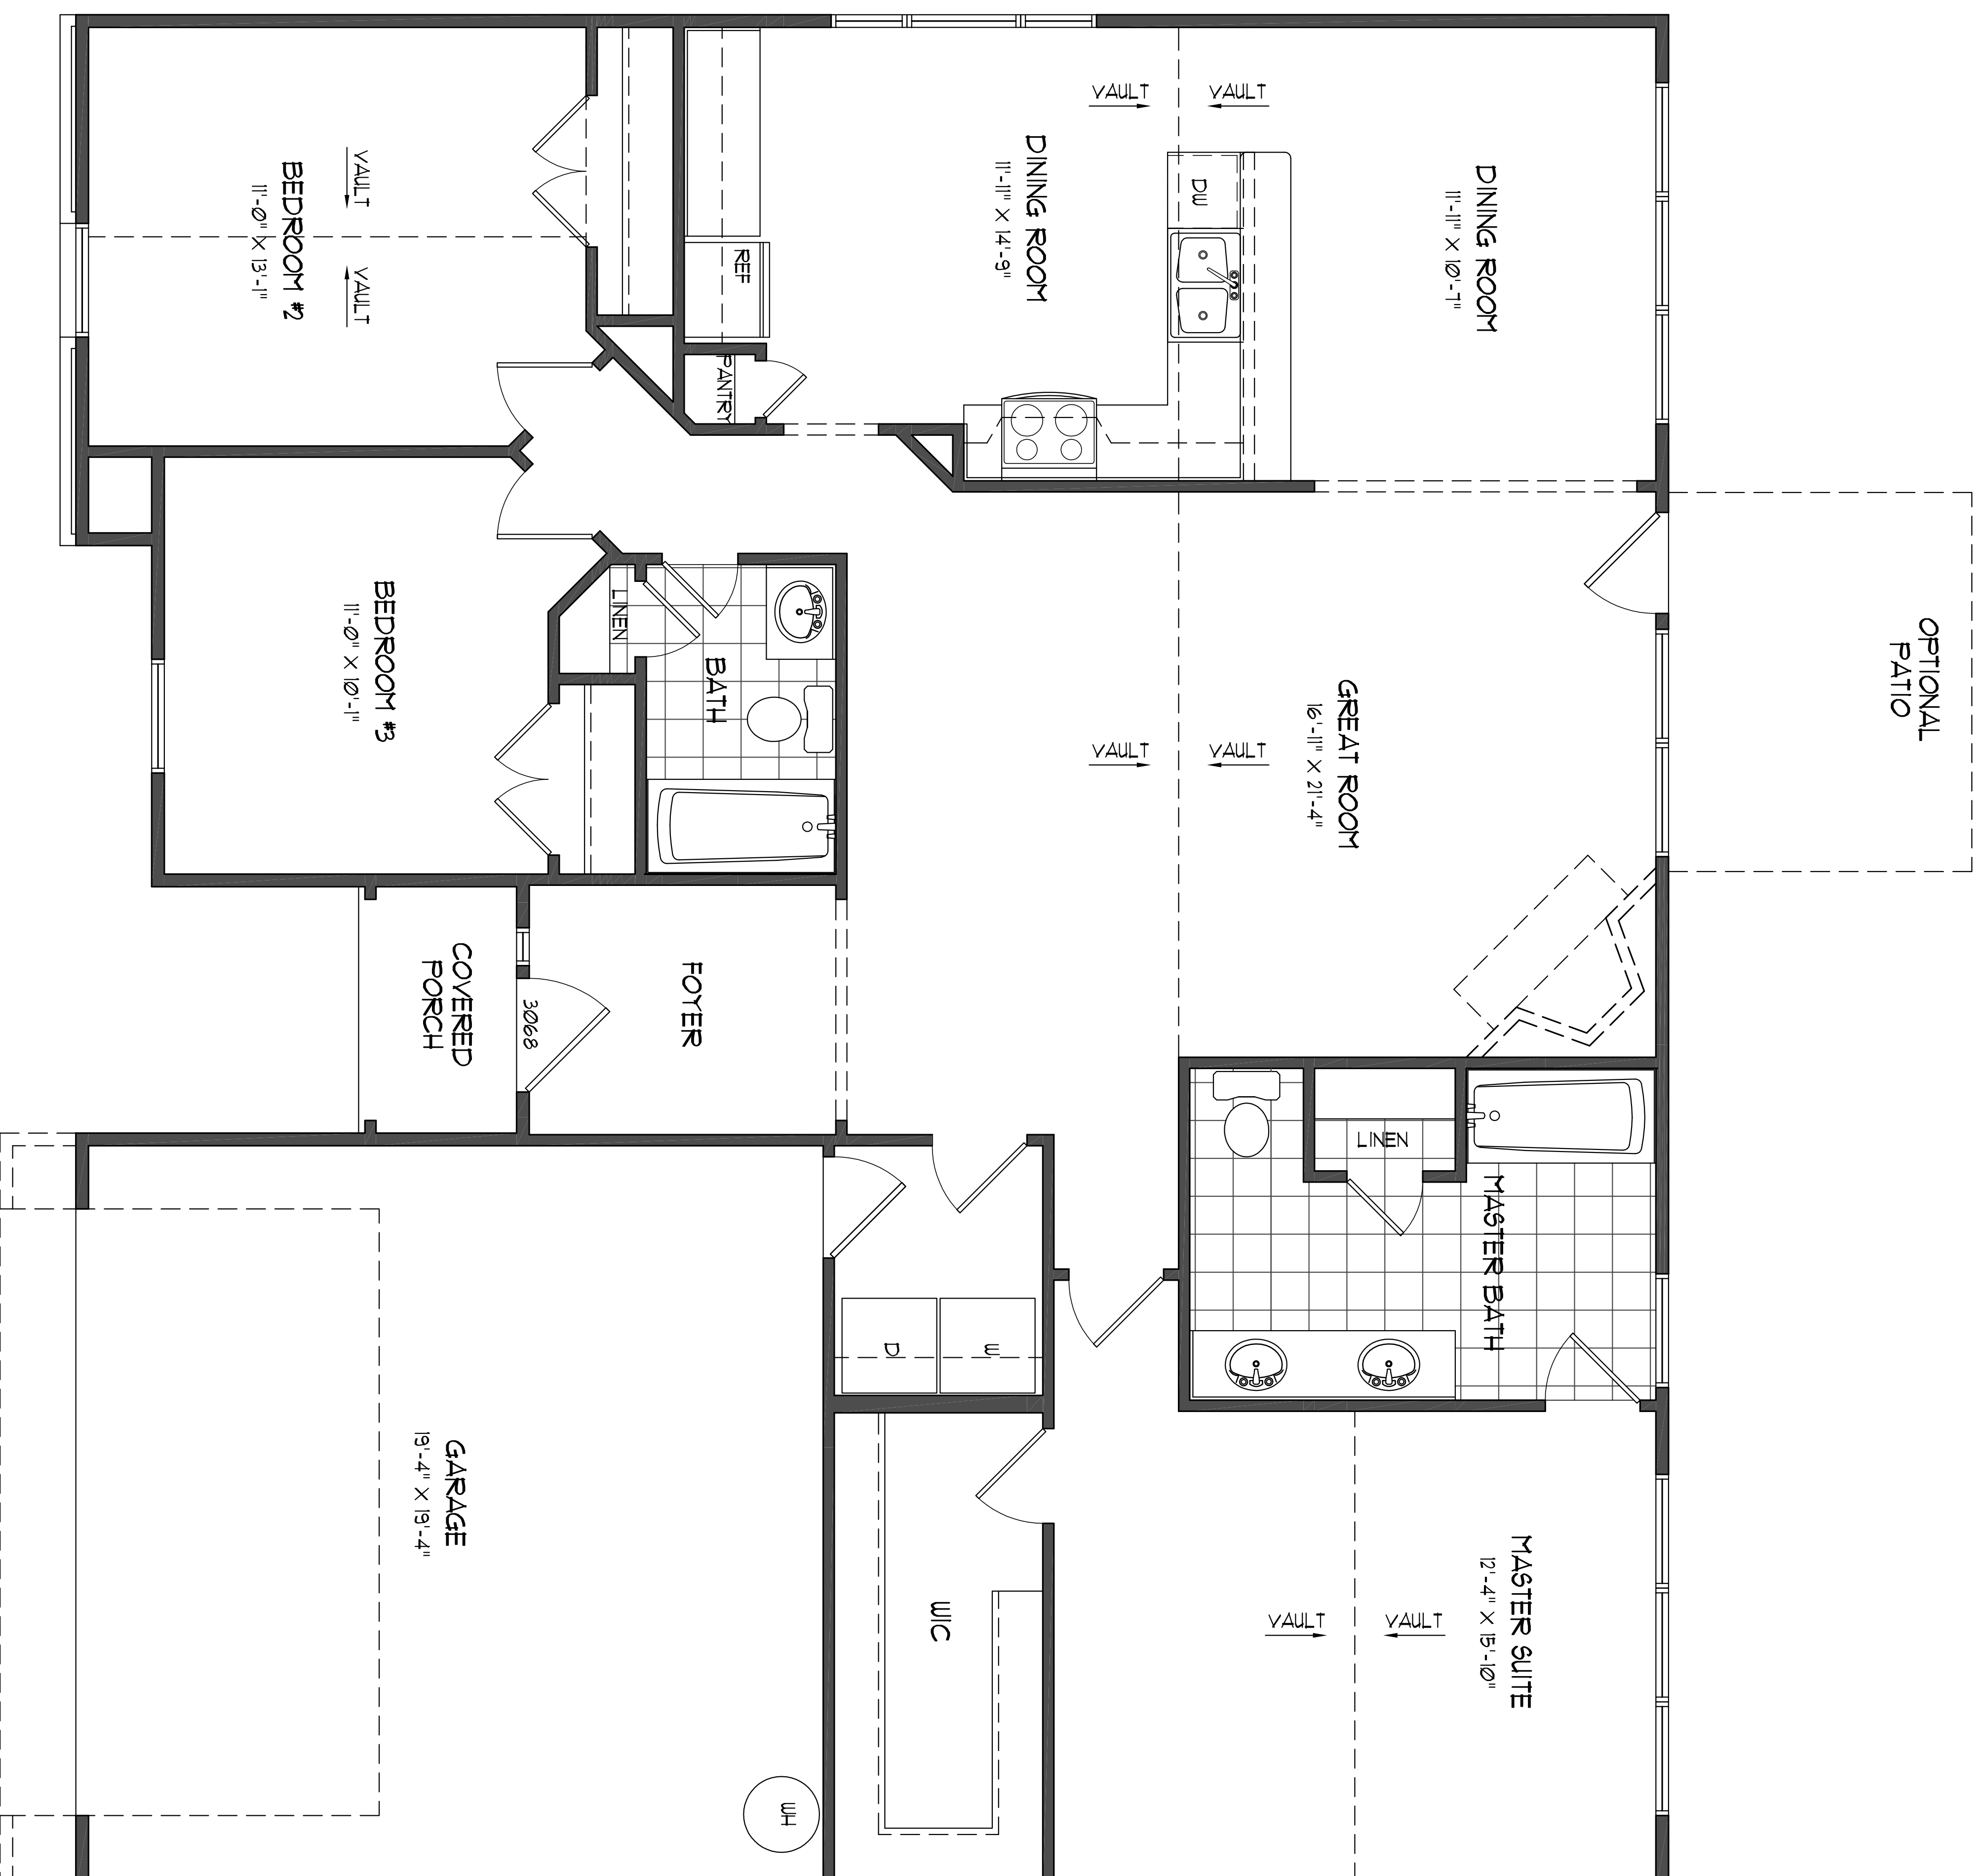 OPTIONAL
PATIO
DINING ROOM
11'-11" X 10'-7"
GREAT ROOM
16'-11" X 21'-4"
MASTER BATH
LINEN
MASTER SUITE
12'-4" X 15'-10"
VAULT
VAULT
VAULT
VAULT
VAULT
VAULT
DW
DINING ROOM
11'-11" X 14'-9"
REF
PANTRY
BATH
LINEN
FOYER
3068
W
D
WIC
WH
COVERED
PORCH
GARAGE
19'-4" X 19'-4"
VAULT
VAULT
BEDROOM #2
11'-0" X 13'-1"
BEDROOM #3
11'-0" X 10'-1"